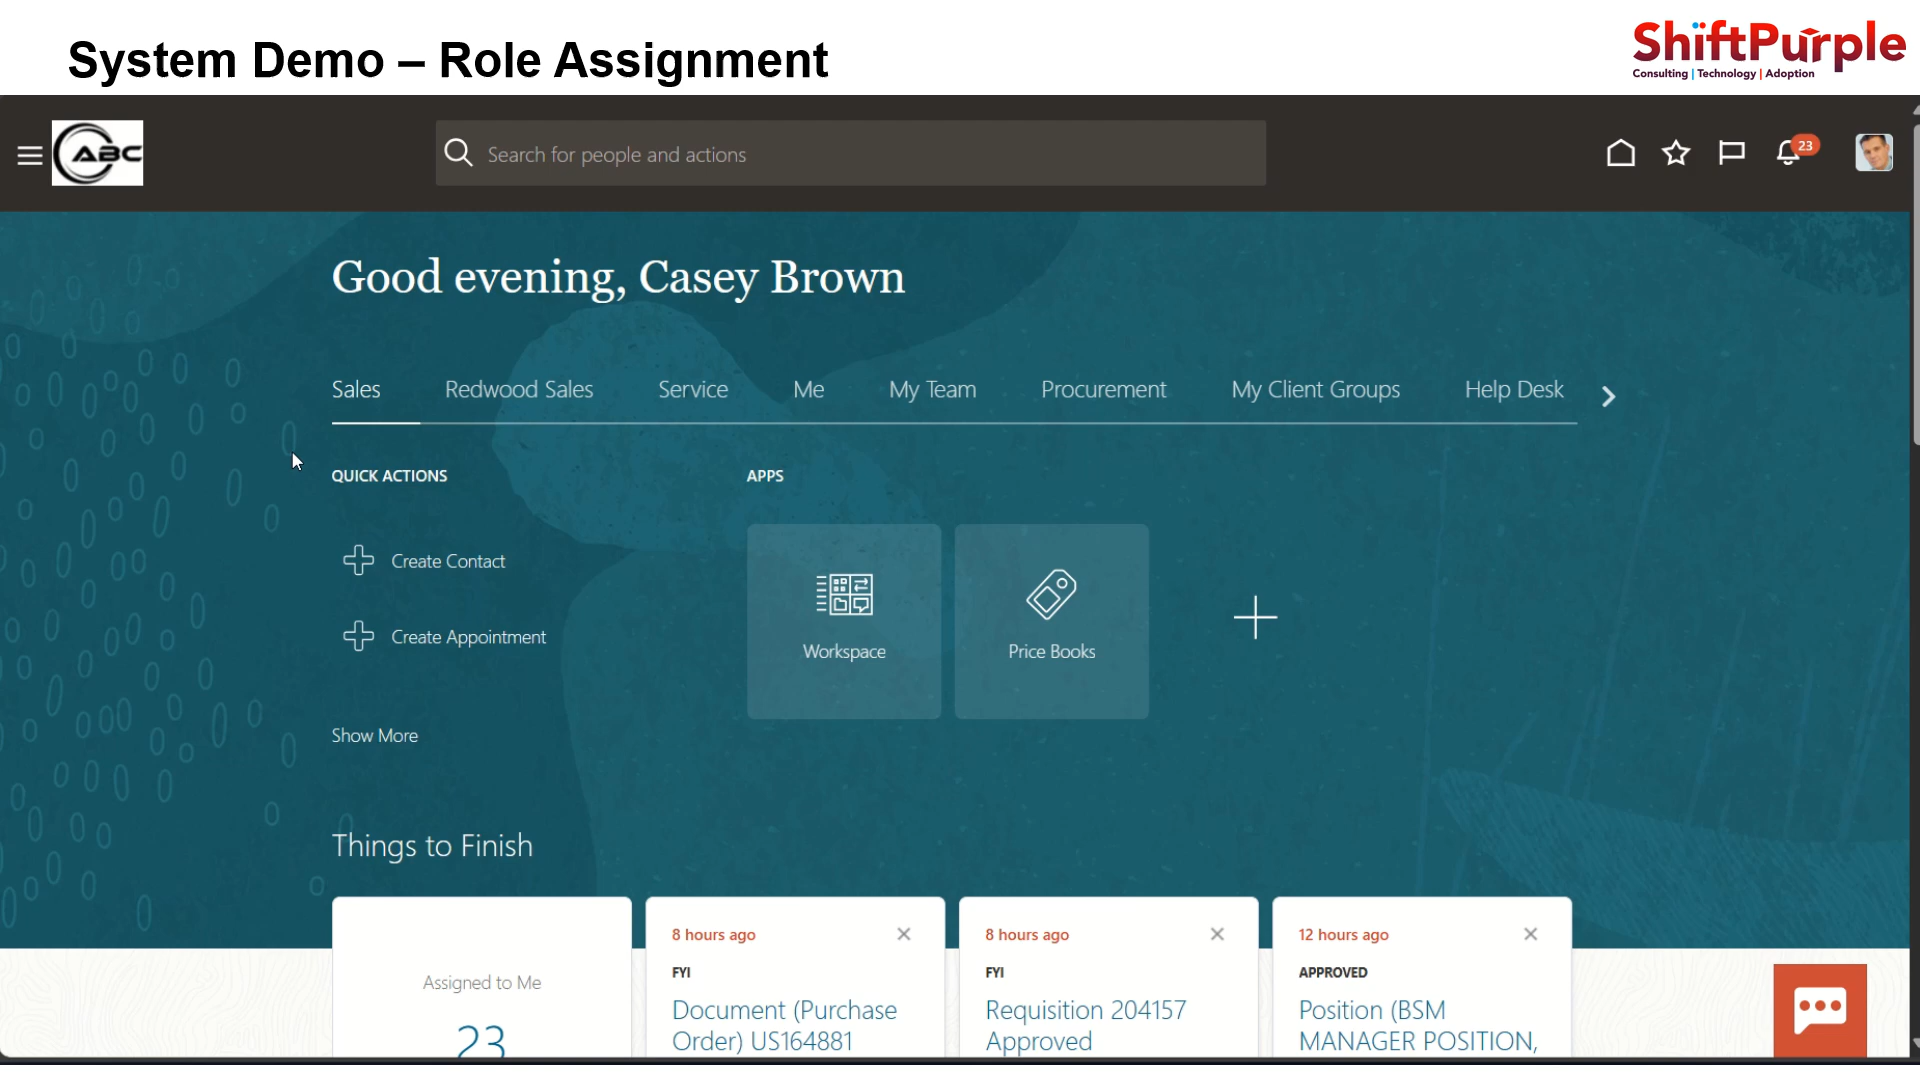 System Demo – Role Assignment
ShiftPurple
Consulting | Technology | Adoption
ABC
Search for people and actions
23
Good evening, Casey Brown
Sales
Redwood Sales
Service
Me
My Team
Procurement
My Client Groups
Help Desk
QUICK ACTIONS
APPS
Create Contact
Create Appointment
Show More
Workspace
Price Books
Things to Finish
Assigned to Me
23
8 hours ago
FYI
Document (Purchase
Order) US164881
8 hours ago
FYI
Requisition 204157
Approved
12 hours ago
APPROVED
Position (BSM
MANAGER POSITION,